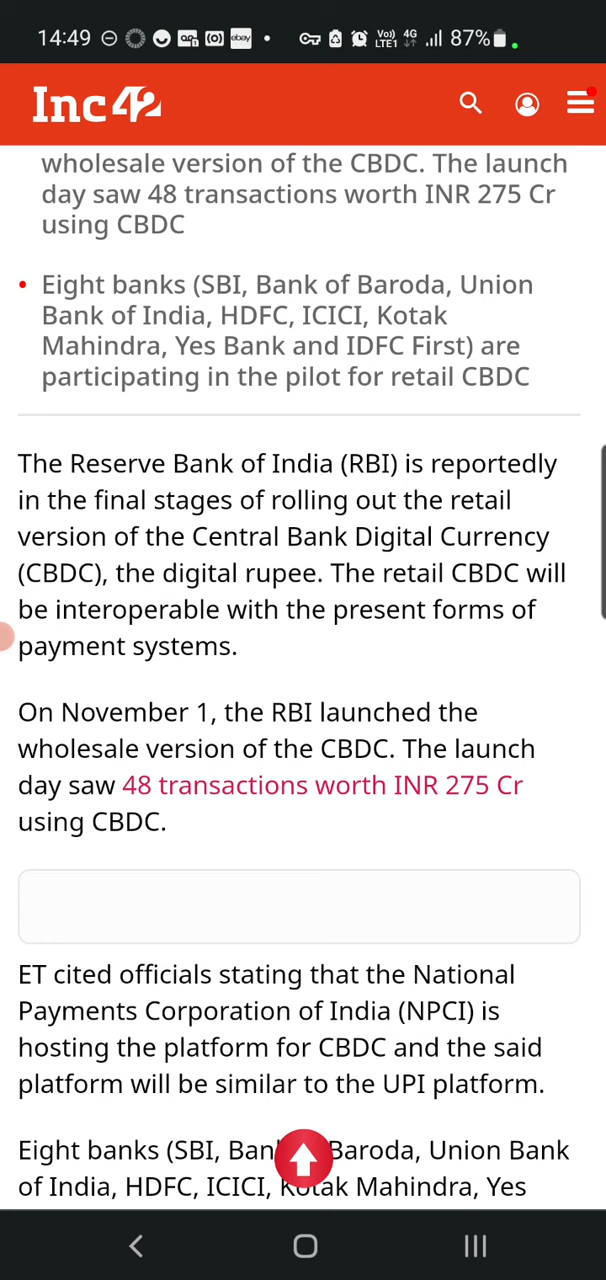 14:49 ebay Vo) 4G LTE1 87%
Inc42
wholesale version of the CBDC. The launch
day saw 48 transactions worth INR 275 Cr
using CBDC
• Eight banks (SBI, Bank of Baroda, Union
Bank of India, HDFC, ICICI, Kotak
Mahindra, Yes Bank and IDFC First) are
participating in the pilot for retail CBDC
The Reserve Bank of India (RBI) is reportedly
in the final stages of rolling out the retail
version of the Central Bank Digital Currency
(CBDC), the digital rupee. The retail CBDC will
be interoperable with the present forms of
payment systems.
On November 1, the RBI launched the
wholesale version of the CBDC. The launch
day saw 48 transactions worth INR 275 Cr
using CBDC.
ET cited officials stating that the National
Payments Corporation of India (NPCI) is
hosting the platform for CBDC and the said
platform will be similar to the UPI platform.
Eight banks (SBI, Ban Baroda, Union Bank
of India, HDFC, ICICI, Kotak Mahindra, Yes